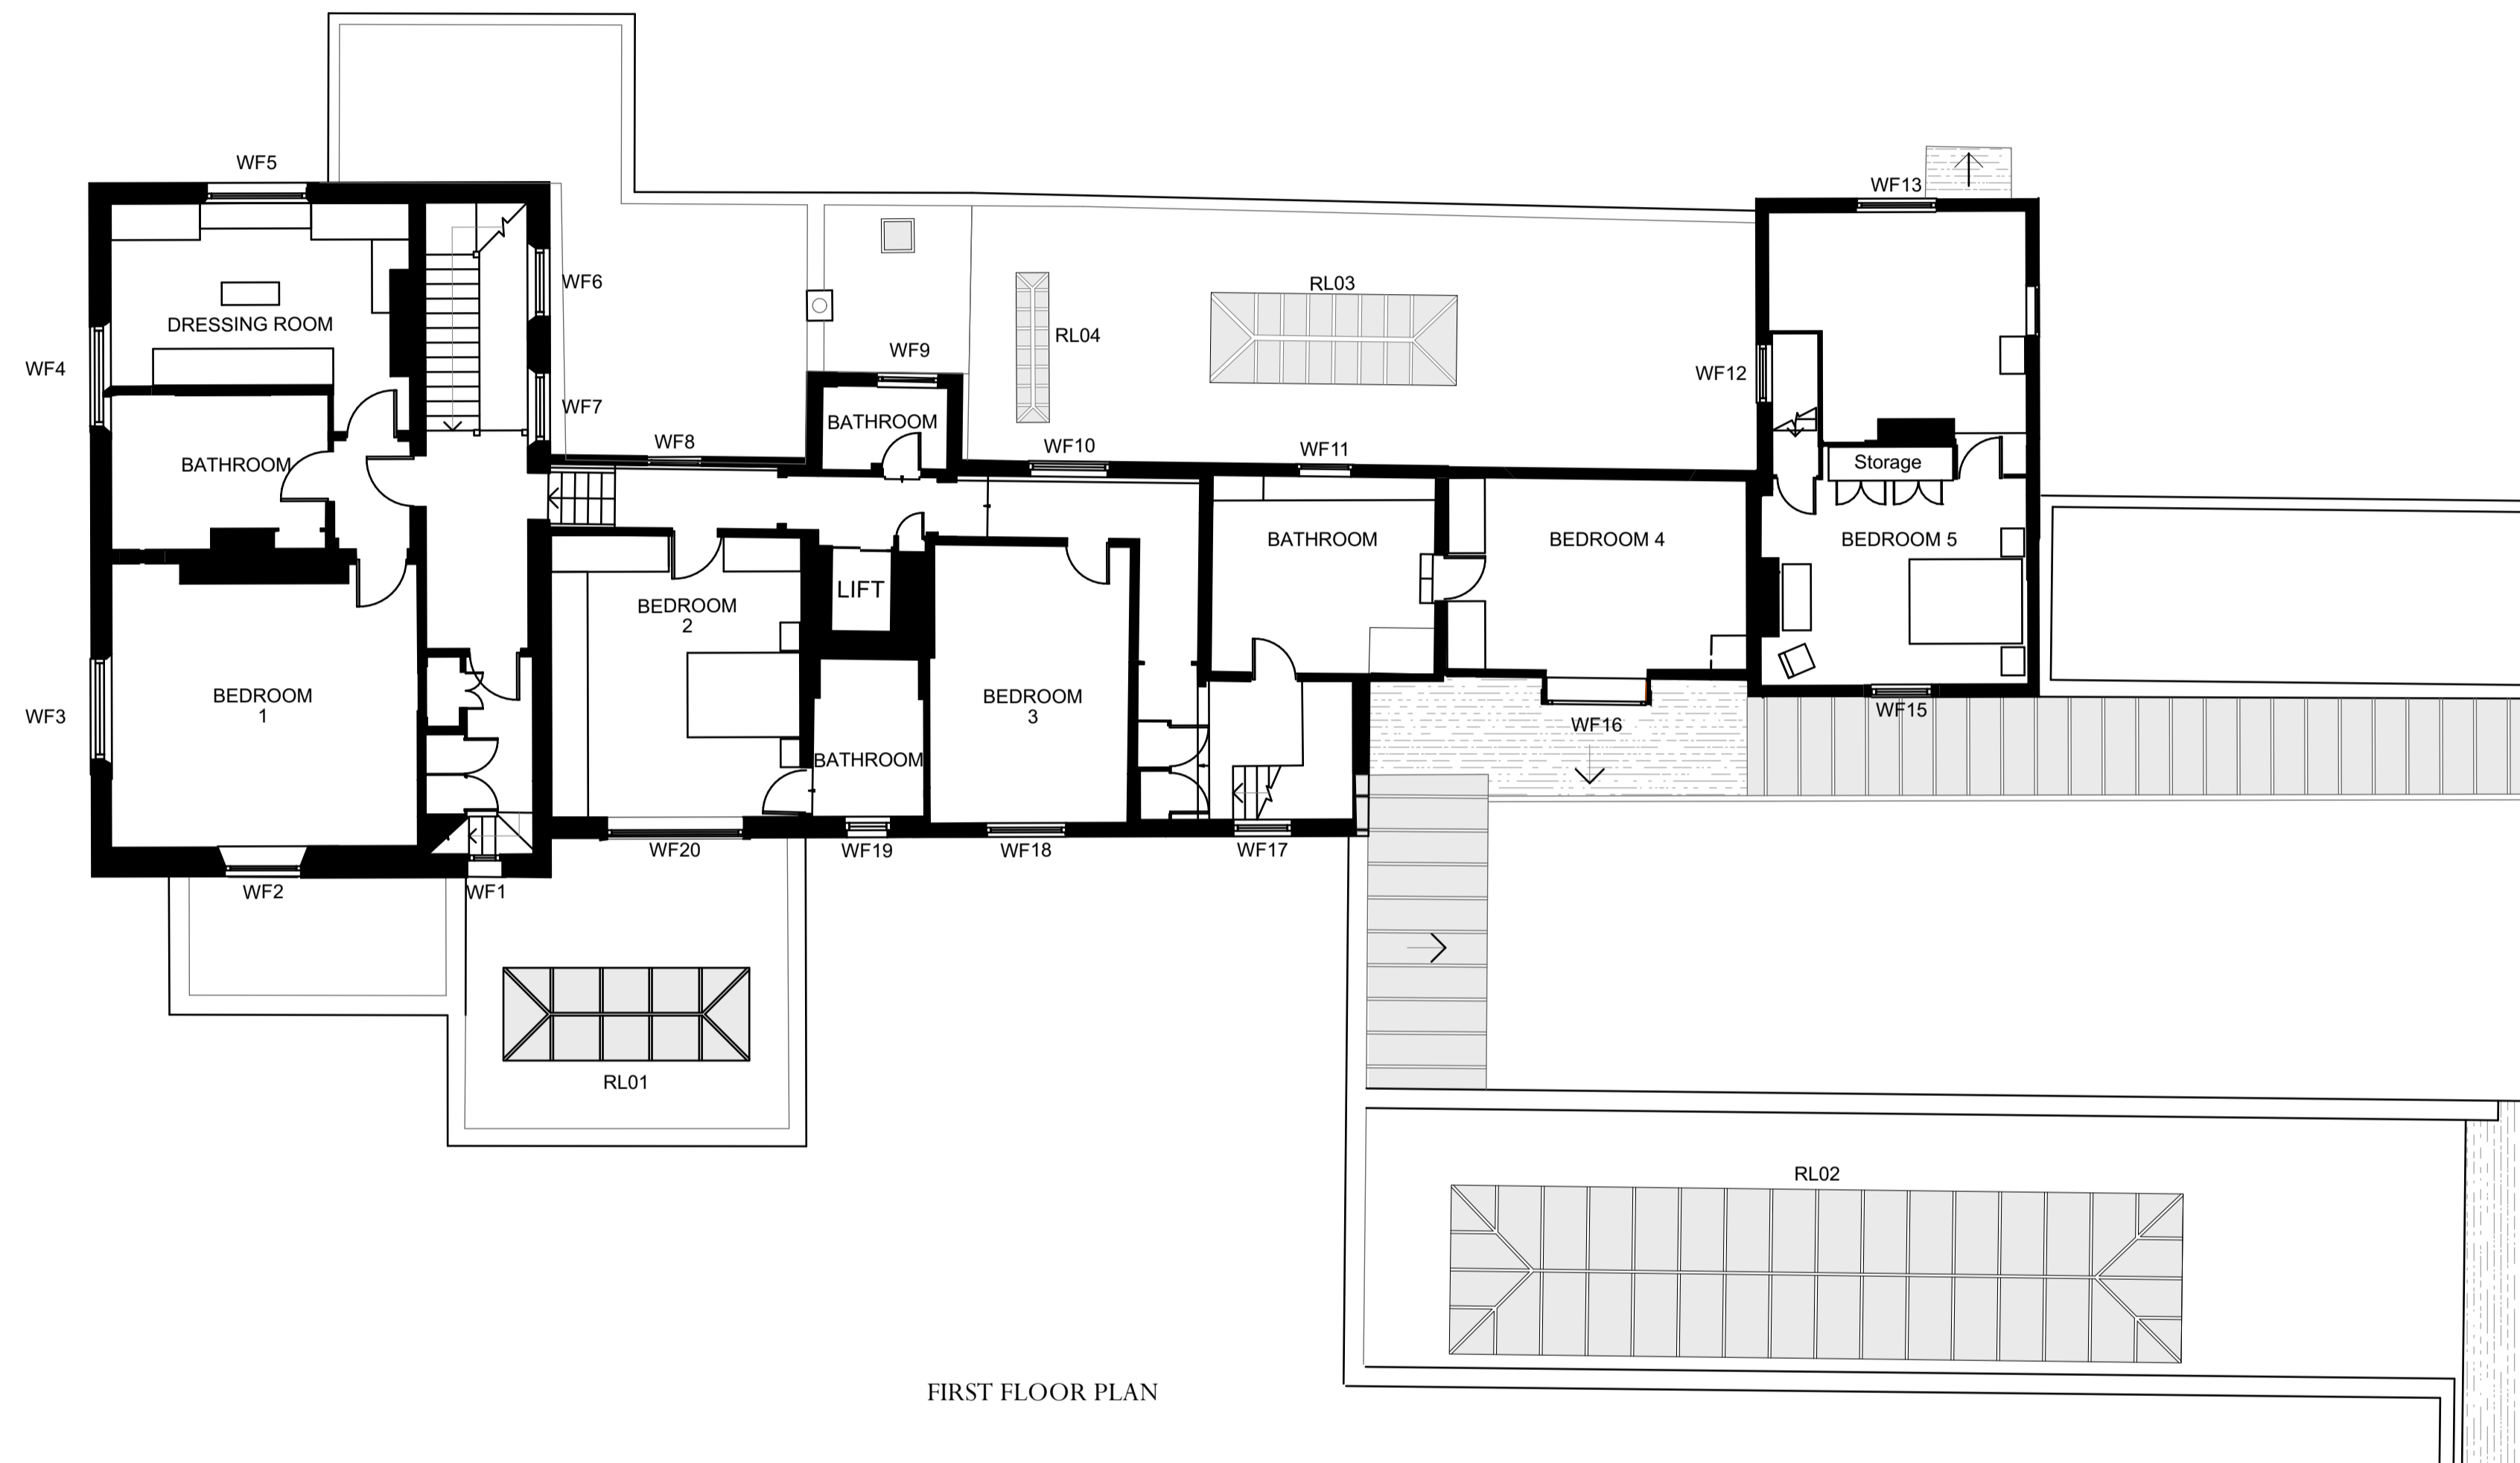 WF5
WF13
WF6
RL03
DRESSING ROOM
RL04
WF9
WF4
WF12
WF7
BATHROOM
WF8
WF10
WF11
BATHROOM
Storage
BATHROOM
BEDROOM 4
BEDROOM 5
LIFT
BEDROOM
2
BEDROOM
1
BEDROOM
3
WF3
WF15
WF16
BATHROOM
WF20
WF19
WF18
WF17
WF2
WF1
RL01
RL02
FIRST FLOOR PLAN